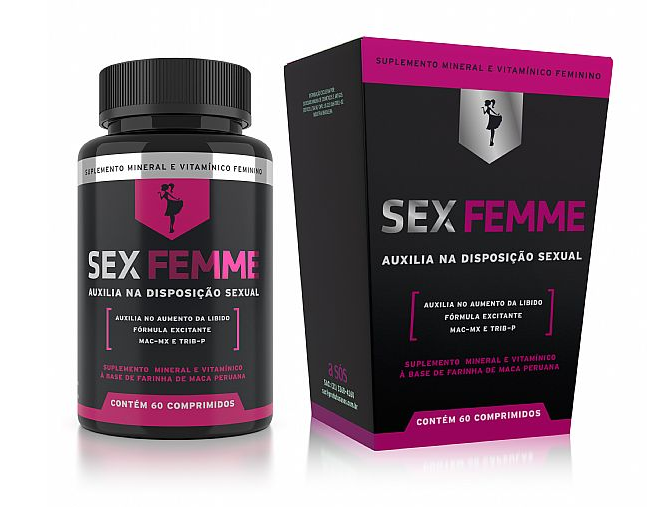 SUPLEMENTO MINERAL E VITAMÍNICO FEMININO
SEX FEMME
AUXILIA NA DISPOSIÇÃO SEXUAL
AUXILIA NO AUMENTO DA LIBIDO
FÓRMULA EXCITANTE
MAC-MX E TRIB-P
SUPLEMENTO MINERAL E VITAMÍNICO
À BASE DE FARINHA DE MACA PERUANA
CONTÉM 60 COMPRIMIDOS
SUPLEMENTO MINERAL E VITAMÍNICO FEMININO
SEX FEMME
AUXILIA NA DISPOSIÇÃO SEXUAL
AUXILIA NO AUMENTO DA LIBIDO
FÓRMULA EXCITANTE
MAC-MX E TRIB-P
SUPLEMENTO MINERAL E VITAMÍNICO
À BASE DE FARINHA DE MACA PERUANA
a sos
CONTÉM 60 COMPRIMIDOS